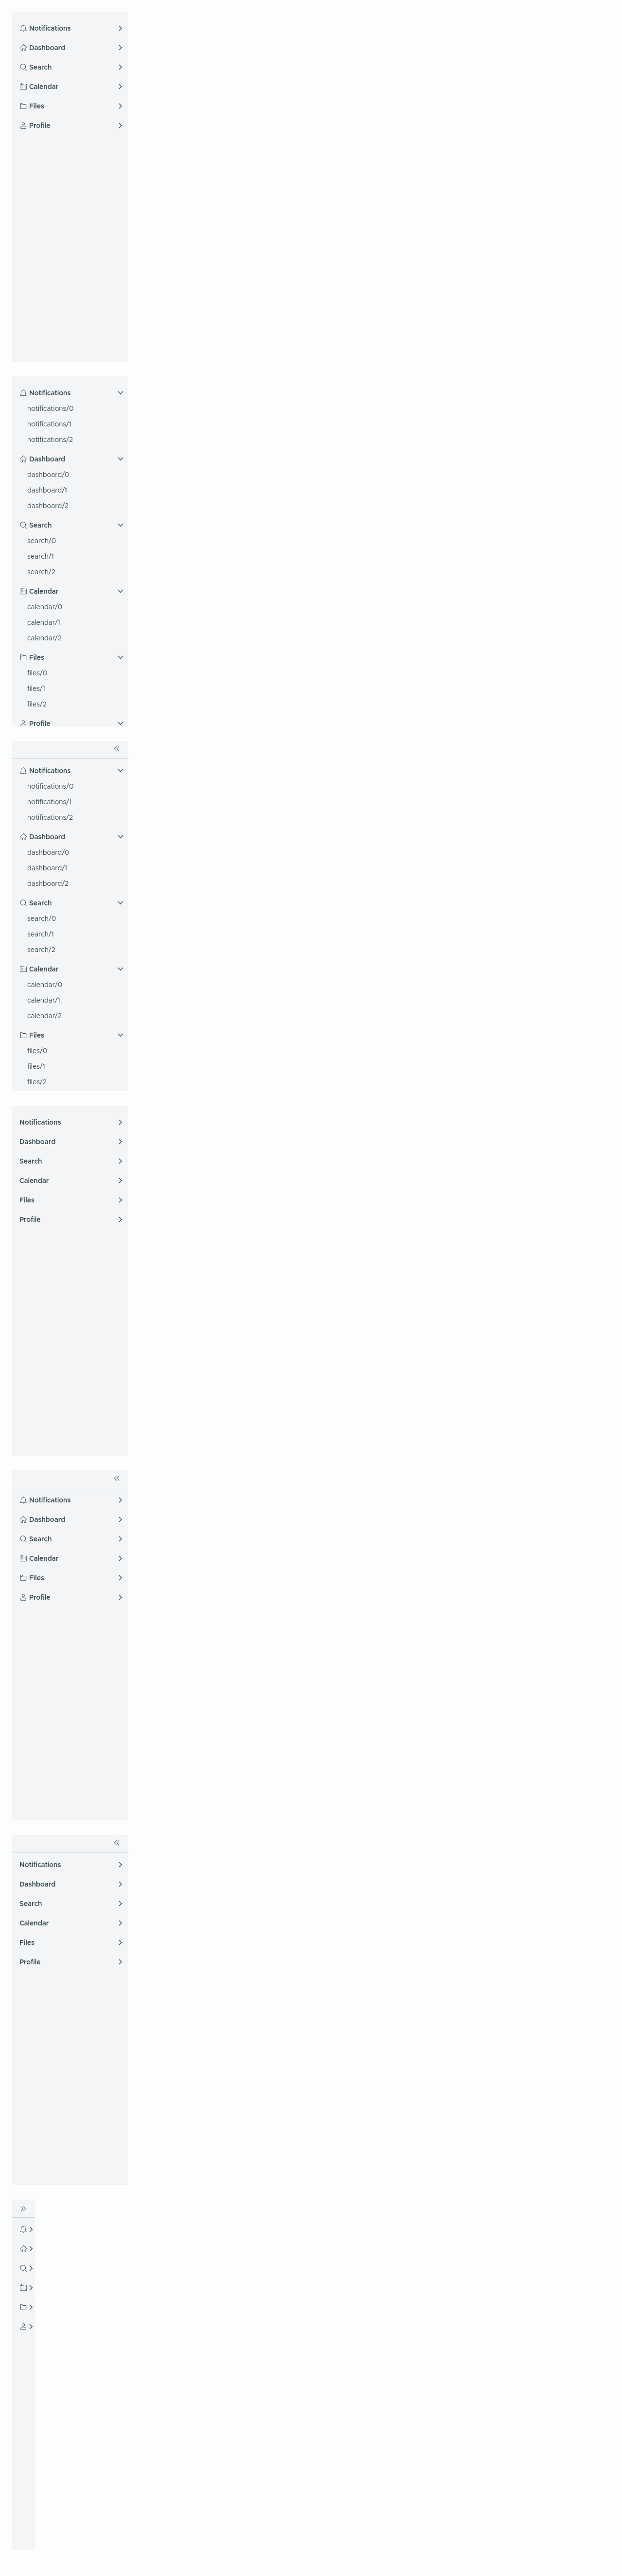 Notifications
Dashboard
Search
Calendar
Files
Profile
Notifications
notifications/0
notifications/1
notifications/2
Dashboard
dashboard/0
dashboard/1
dashboard/2
Search
search/0
search/1
search/2
Calendar
calendar/0
calendar/1
calendar/2
Files
files/0
files/1
files/2
Profile
Notifications
notifications/0
notifications/1
notifications/2
Dashboard
dashboard/0
dashboard/1
dashboard/2
Search
search/0
search/1
search/2
Calendar
calendar/0
calendar/1
calendar/2
Files
files/0
files/1
files/2
Notifications
Dashboard
Search
Calendar
Files
Profile
Notifications
Dashboard
Search
Calendar
Files
Profile
Notifications
Dashboard
Search
Calendar
Files
Profile